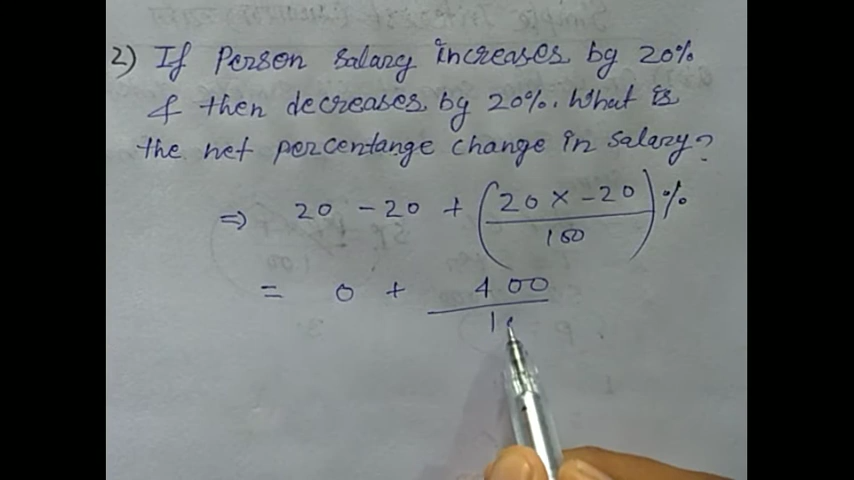 2) If Person salary increases by 20%
& then decreases by 20%. What is
the net percentange change in salary?
⇒ 20 - 20 + (20 x -20 / 100)%
= 0 + 400 / 10